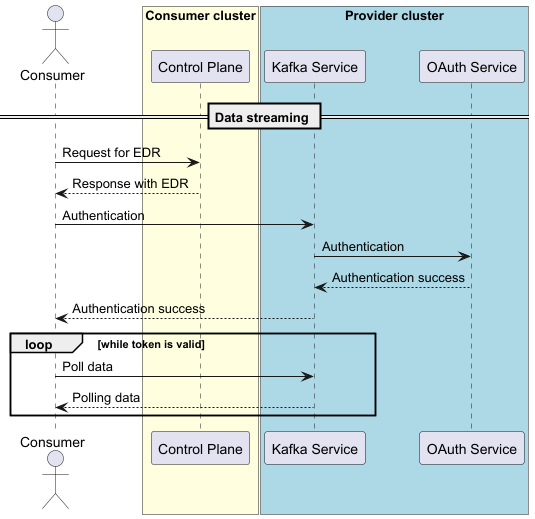 Consumer cluster
Provider cluster
Consumer
Control Plane
Kafka Service
OAuth Service
Data streaming
Request for EDR
Response with EDR
Authentication
Authentication
Authentication success
Authentication success
loop
[while token is valid]
Poll data
Polling data
Consumer
Control Plane
Kafka Service
OAuth Service